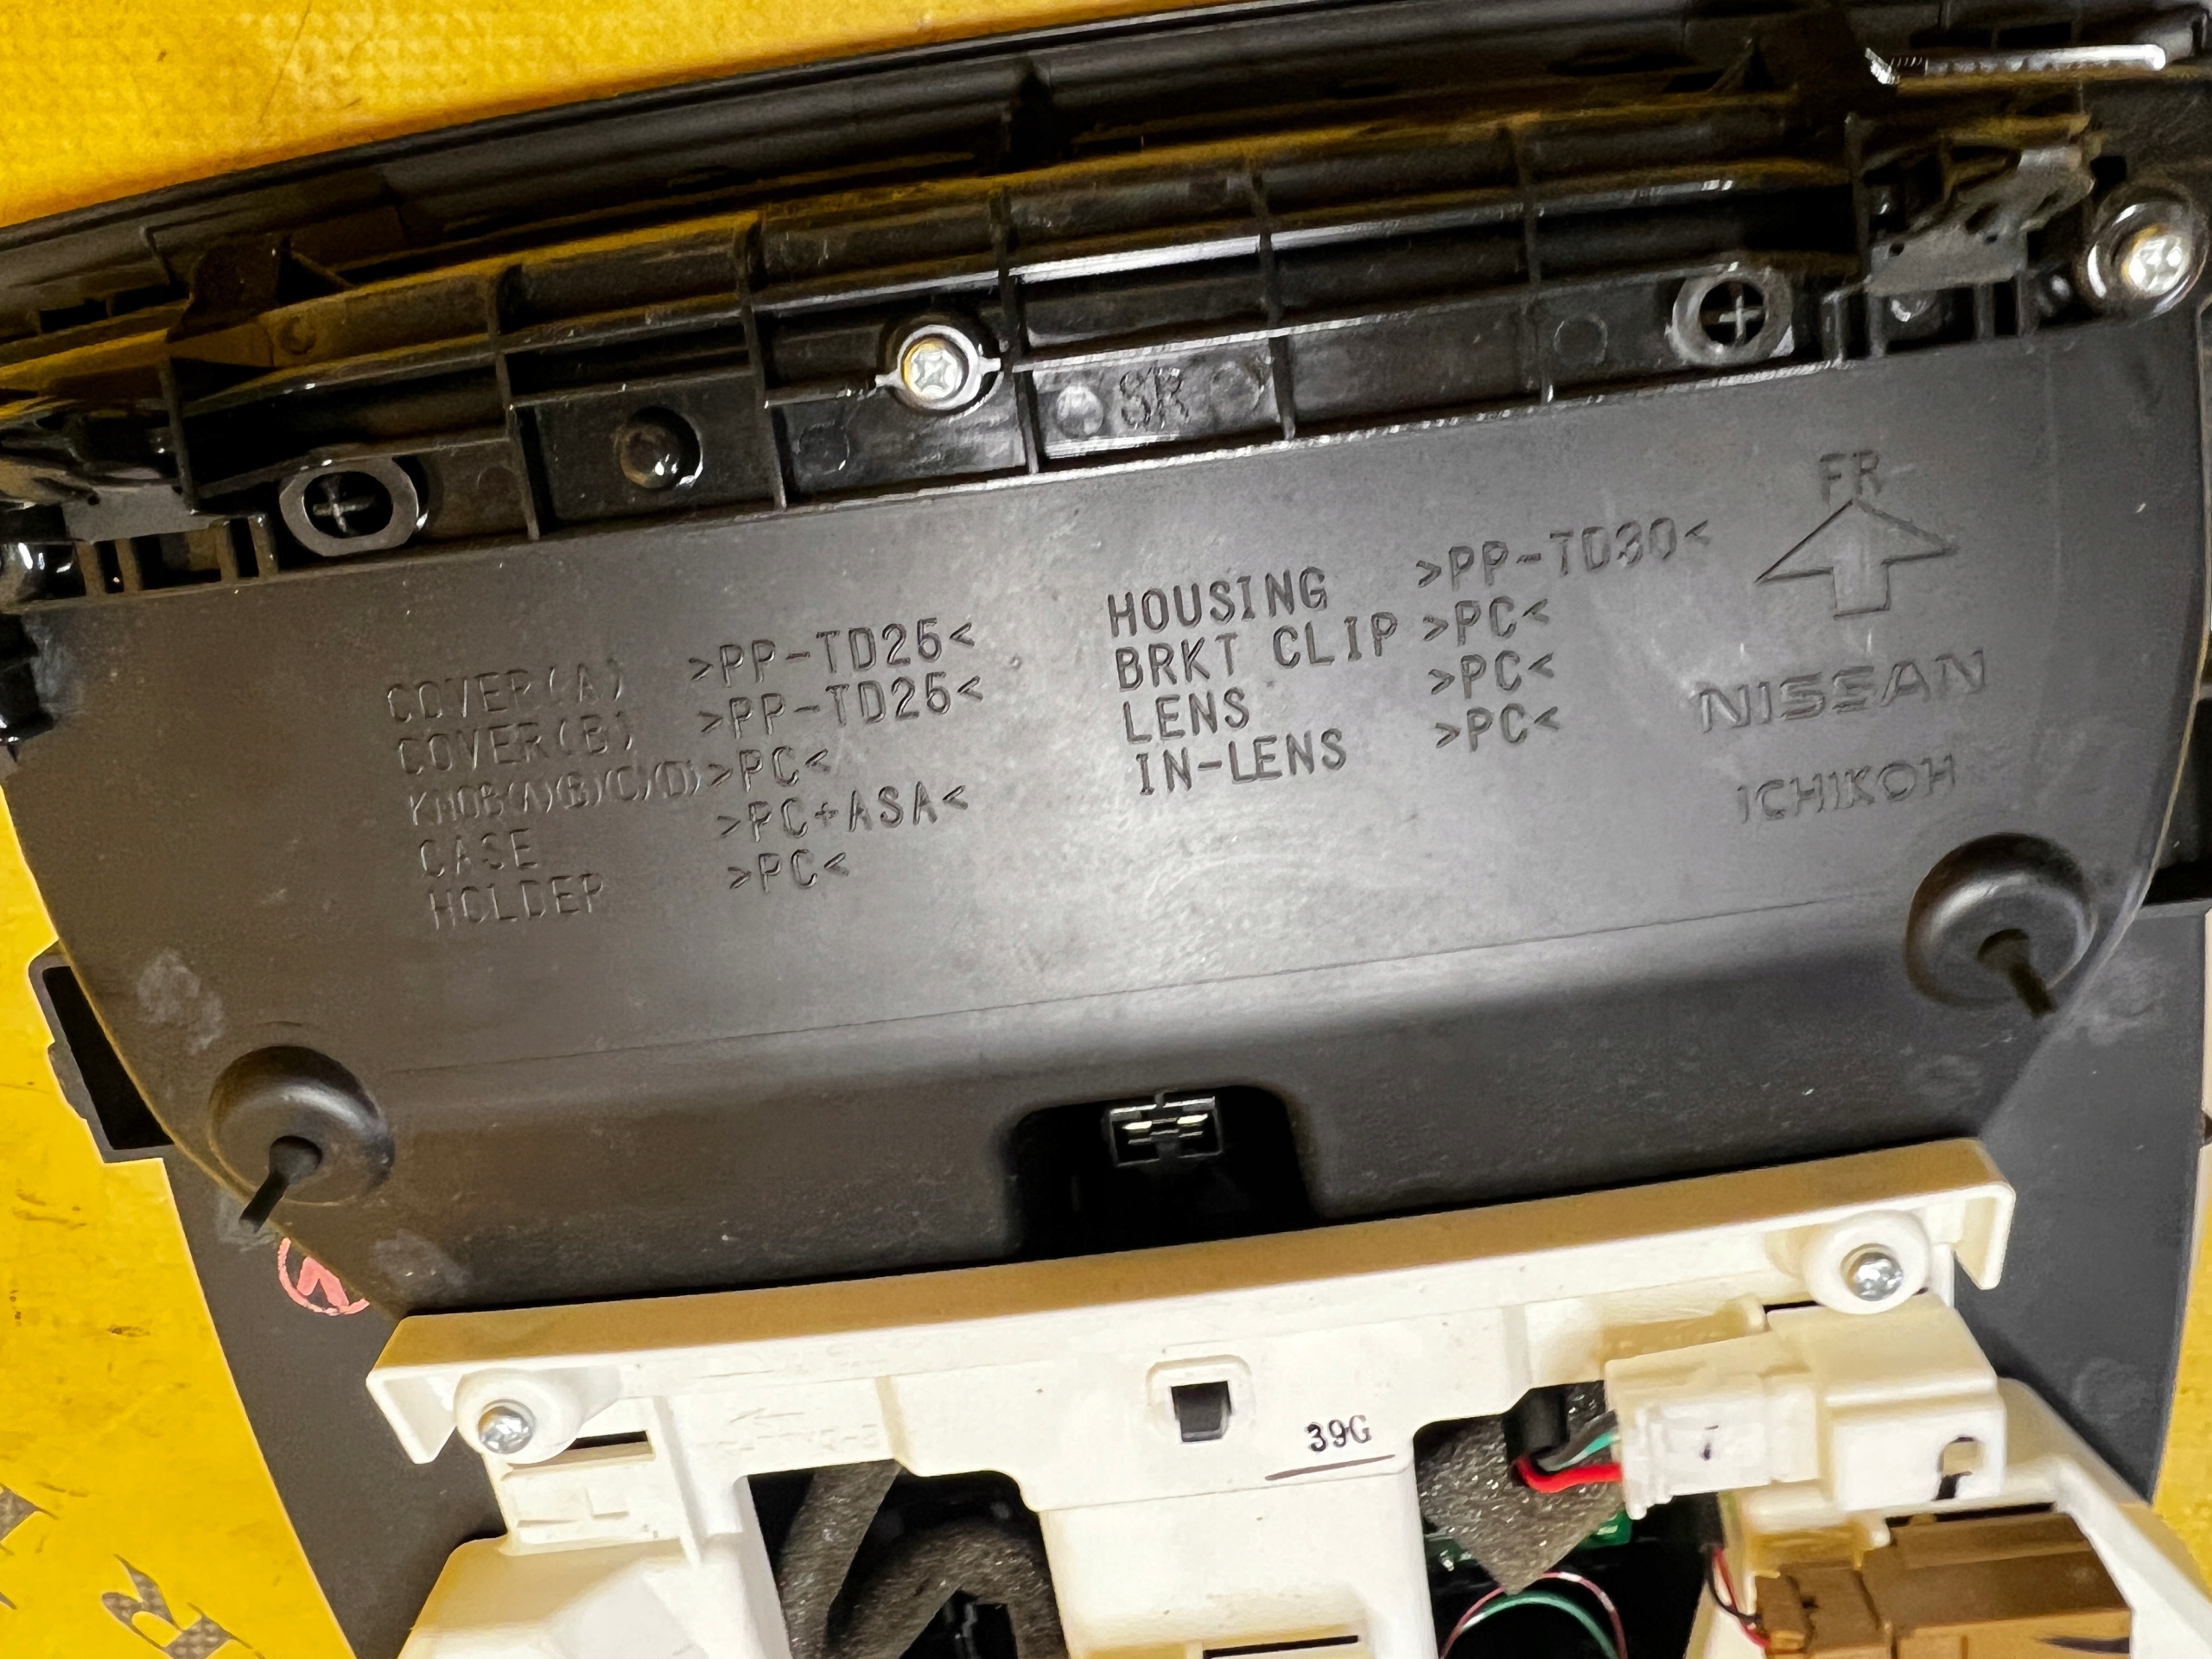 SR
FR
COVER(A) >PP-TD25<
COVER(B) >PP-TD25<
KNOB(A)(B)(C)(D) >PC<
CASE >PC+ASA<
HOLDER >PC<
HOUSING >PP-TD30<
BRKT CLIP >PC<
LENS >PC<
IN-LENS >PC<
NISSAN
ICHIKOH
39G